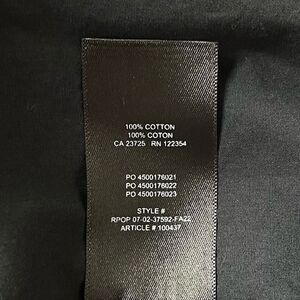 100% COTTON
100% COTON
CA 23725 RN 122354
PO 4500176021
PO 4500176022
PO 4500176023
STYLE #
RPOP 07-02-37592-FA22
ARTICLE # 100437